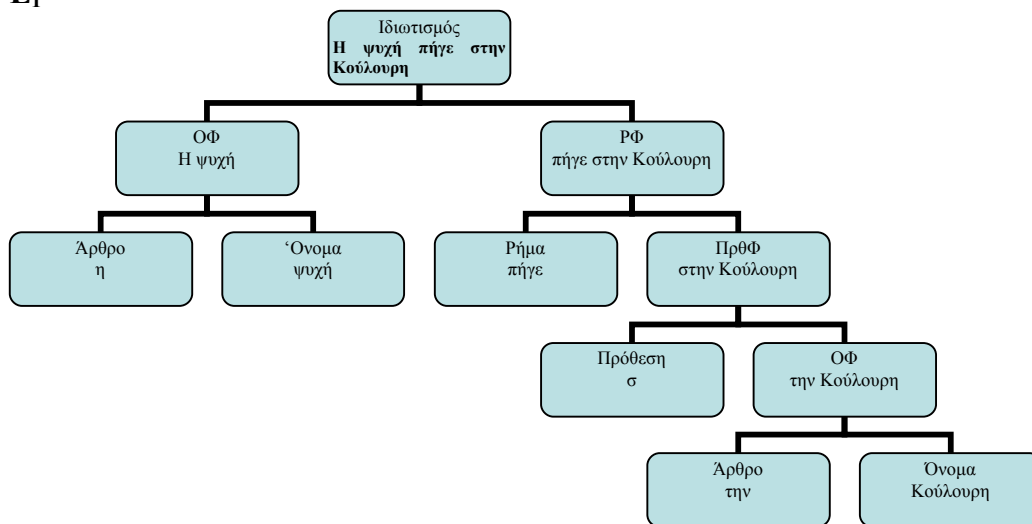 Ιδιωτισμός
Η ψυχή πήγε στην
Κούλουρη
ΟΦ
Η ψυχή
ΡΦ
πήγε στην Κούλουρη
Άρθρο
η
‘Όνομα
ψυχή
Ρήμα
πήγε
ΠρθΦ
στην Κούλουρη
Πρόθεση
σ
ΟΦ
την Κούλουρη
Άρθρο
την
Όνομα
Κούλουρη